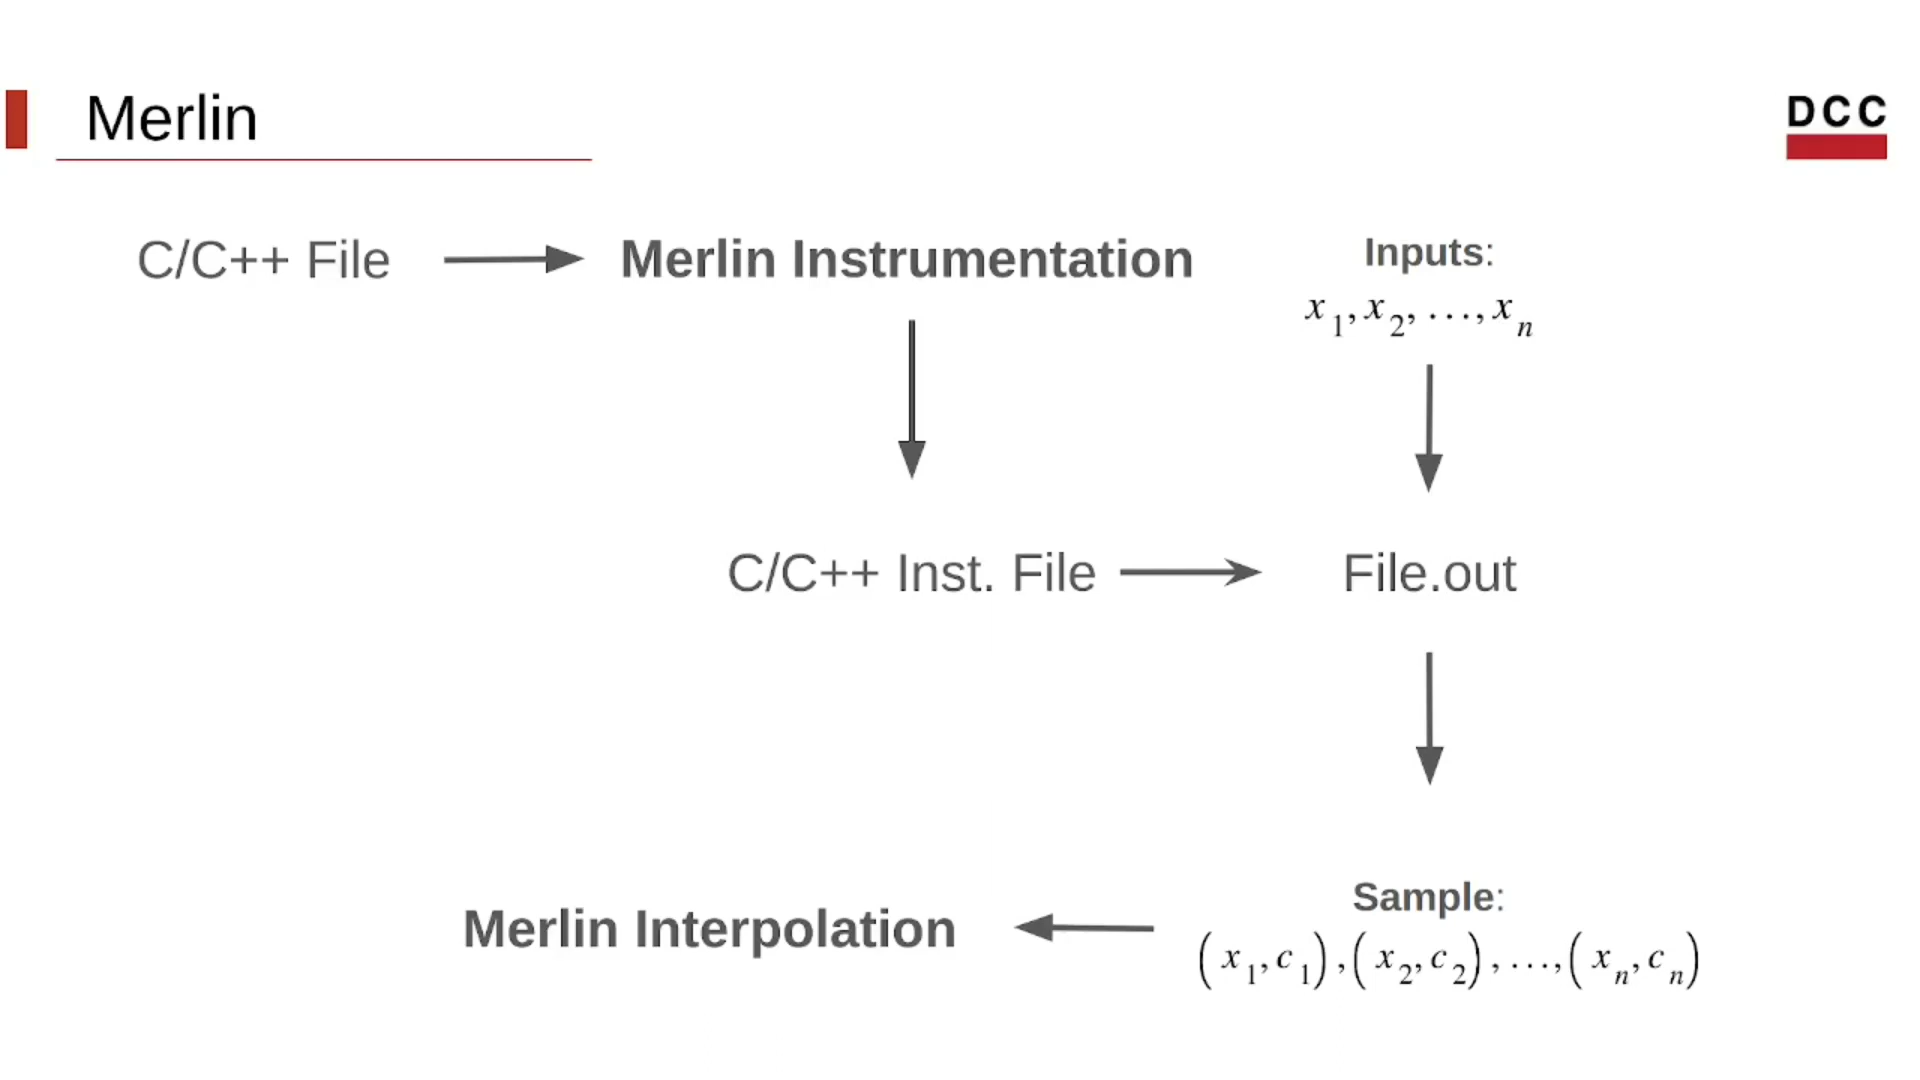 Merlin
DCC
C/C++ File
Merlin Instrumentation
Inputs:
x₁, x₂, ..., xₙ
C/C++ Inst. File
File.out
Merlin Interpolation
Sample:
(x₁, c₁), (x₂, c₂), ..., (xₙ, cₙ)